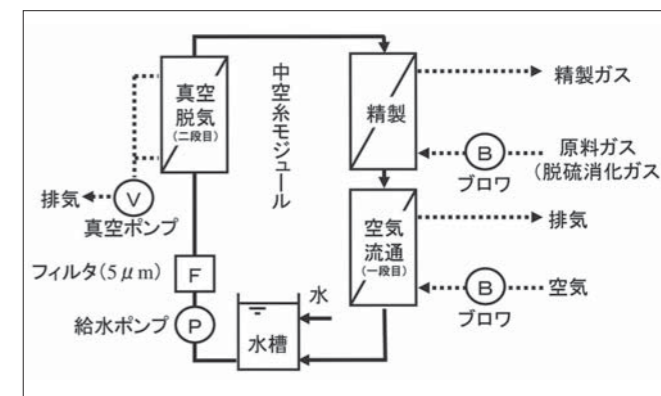 真空
脱気
(二段目)
中空糸モジュール
精製
精製ガス
B
ブロワ
原料ガス
(脱硫消化ガス
排気
V
真空ポンプ
空気
流通
(一段目)
排気
B
ブロワ
空気
フィルタ(5μm)
F
給水ポンプ
P
水
水槽